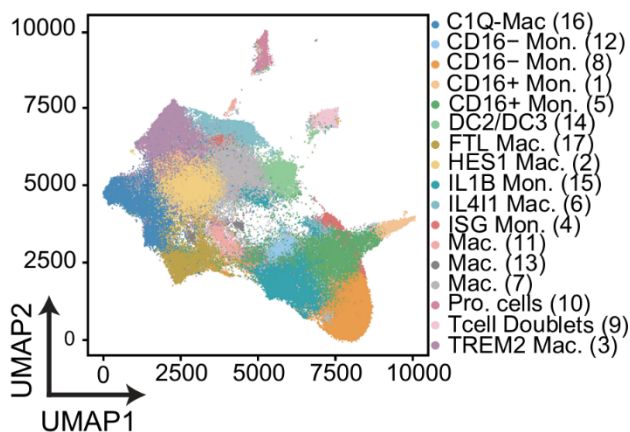 10000
7500
5000
2500
0
UMAP2
0 2500 5000 7500 10000
UMAP1
C1Q-Mac (16)
CD16− Mon. (12)
CD16− Mon. (8)
CD16+ Mon. (1)
CD16+ Mon. (5)
DC2/DC3 (14)
FTL Mac. (17)
HES1 Mac. (2)
IL1B Mon. (15)
IL4I1 Mac. (6)
ISG Mon. (4)
Mac. (11)
Mac. (13)
Mac. (7)
Pro. cells (10)
Tcell Doublets (9)
TREM2 Mac. (3)